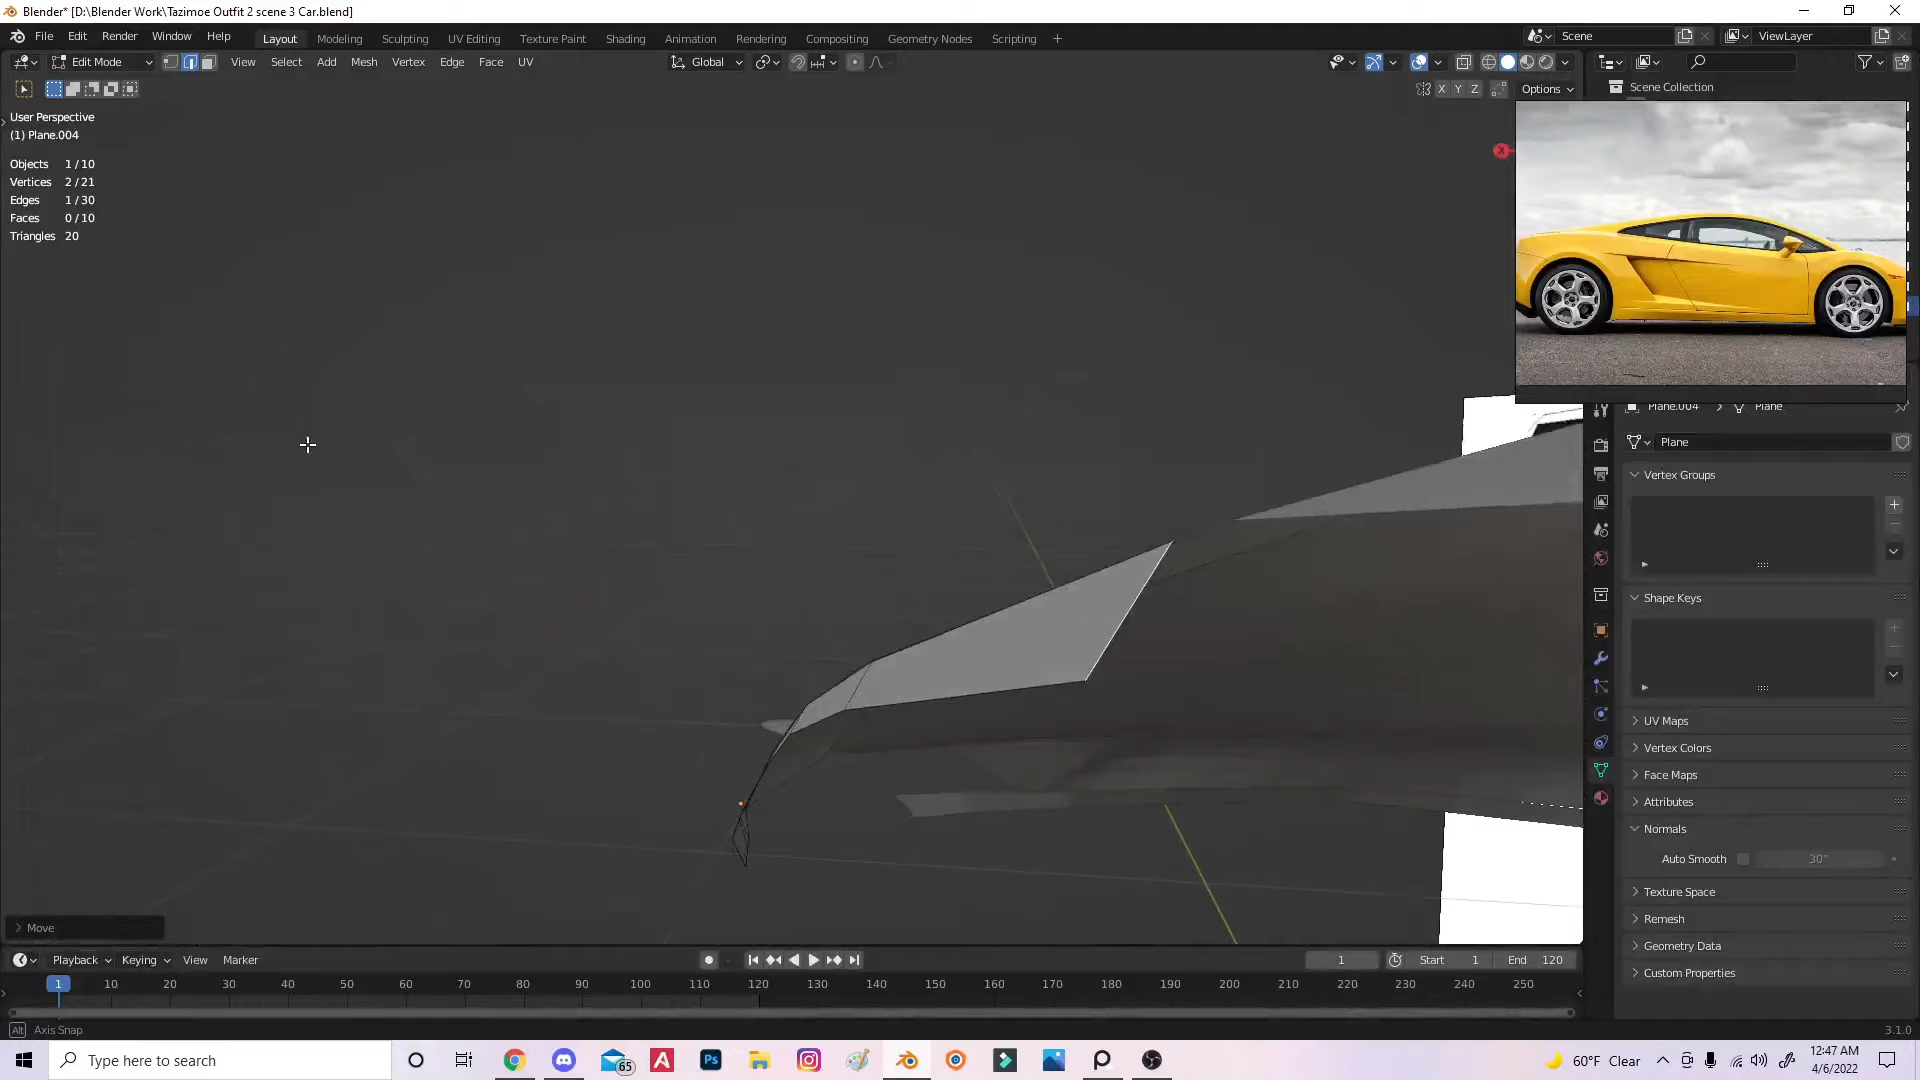 Blender* [D:\Blender Work\Tazimoe Outfit 2 scene 3 Car.blend]
File Edit Render Window Help Layout Modeling Sculpting UV Editing Texture Paint Shading Animation Rendering Compositing Geometry Nodes Scripting + Scene ViewLayer
Edit Mode View Select Add Mesh Vertex Edge Face UV Global
X Y Z Options Scene Collection
User Perspective
(1) Plane.004
Objects 1 / 10
Vertices 2 / 21
Edges 1 / 30
Faces 0 / 10
Triangles 20
X
Plane.004 > Plane
Plane
Vertex Groups
Shape Keys
UV Maps
Vertex Colors
Face Maps
Attributes
Normals
Auto Smooth 30°
Texture Space
Remesh
Geometry Data
Custom Properties
Move
Playback Keying View Marker 1 Start 1 End 120
1 10 20 30 40 50 60 70 80 90 100 110 120 130 140 150 160 170 180 190 200 210 220 230 240 250
Alt Axis Snap 3.1.0
Type here to search 65 Ps 60°F Clear 12:47 AM
4/6/2022